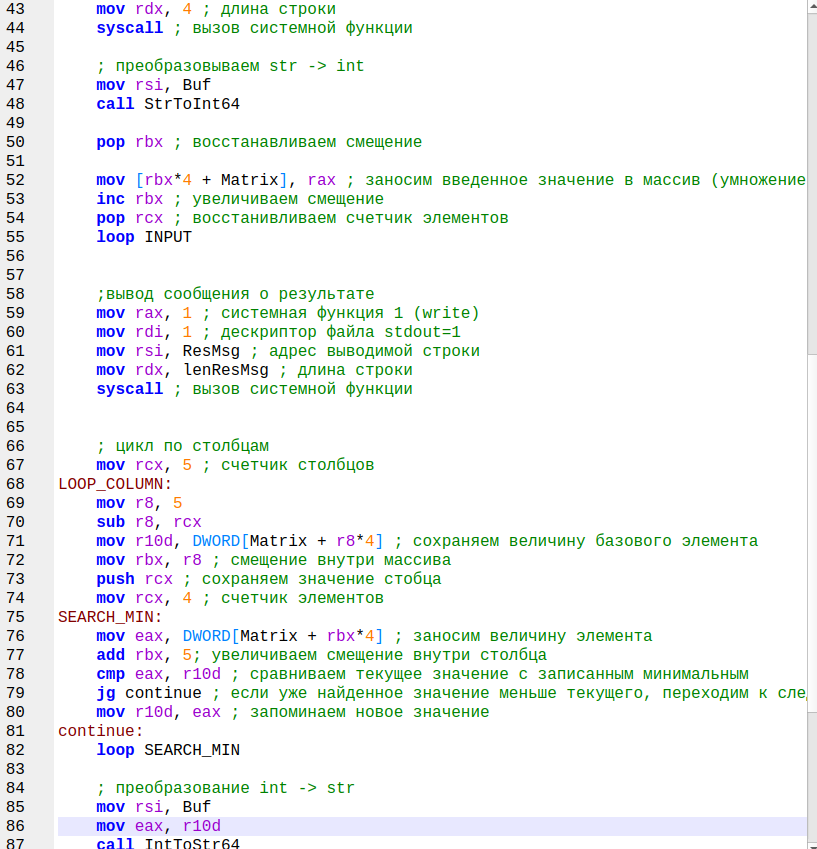 43 mov rdx, 4 ; длина строки
44 syscall ; вызов системной функции
45
46 ; преобразовываем str -> int
47 mov rsi, Buf
48 call StrToInt64
49
50 pop rbx ; восстанавливаем смещение
51
52 mov [rbx*4 + Matrix], rax ; заносим введенное значение в массив (умножение
53 inc rbx ; увеличиваем смещение
54 pop rcx ; восстанивливаем счетчик элементов
55 loop INPUT
56
57
58 ;вывод сообщения о результате
59 mov rax, 1 ; системная функция 1 (write)
60 mov rdi, 1 ; дескриптор файла stdout=1
61 mov rsi, ResMsg ; адрес выводимой строки
62 mov rdx, lenResMsg ; длина строки
63 syscall ; вызов системной функции
64
65
66 ; цикл по столбцам
67 mov rcx, 5 ; счетчик столбцов
68 LOOP_COLUMN:
69 mov r8, 5
70 sub r8, rcx
71 mov r10d, DWORD[Matrix + r8*4] ; сохраняем величину базового элемента
72 mov rbx, r8 ; смещение внутри массива
73 push rcx ; сохраняем значение стобца
74 mov rcx, 4 ; счетчик элементов
75 SEARCH_MIN:
76 mov eax, DWORD[Matrix + rbx*4] ; заносим величину элемента
77 add rbx, 5; увеличиваем смещение внутри столбца
78 cmp eax, r10d ; сравниваем текущее значение с записанным минимальным
79 jg continue ; если уже найденное значение меньше текущего, переходим к сле
80 mov r10d, eax ; запоминаем новое значение
81 continue:
82 loop SEARCH_MIN
83
84 ; преобразование int -> str
85 mov rsi, Buf
86 mov eax, r10d
87 call IntToStr64